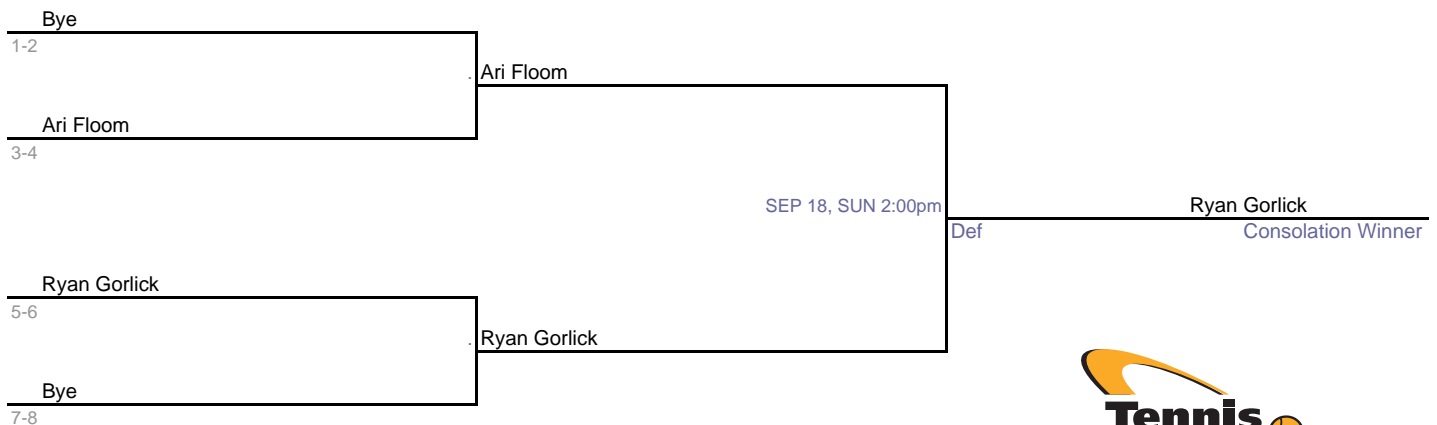 Bye
1-2
. Ari Floom
Ari Floom
3-4
SEP 18, SUN 2:00pm
Ryan Gorlick
Def
Consolation Winner
Ryan Gorlick
5-6
. Ryan Gorlick
Bye
7-8
Tennis